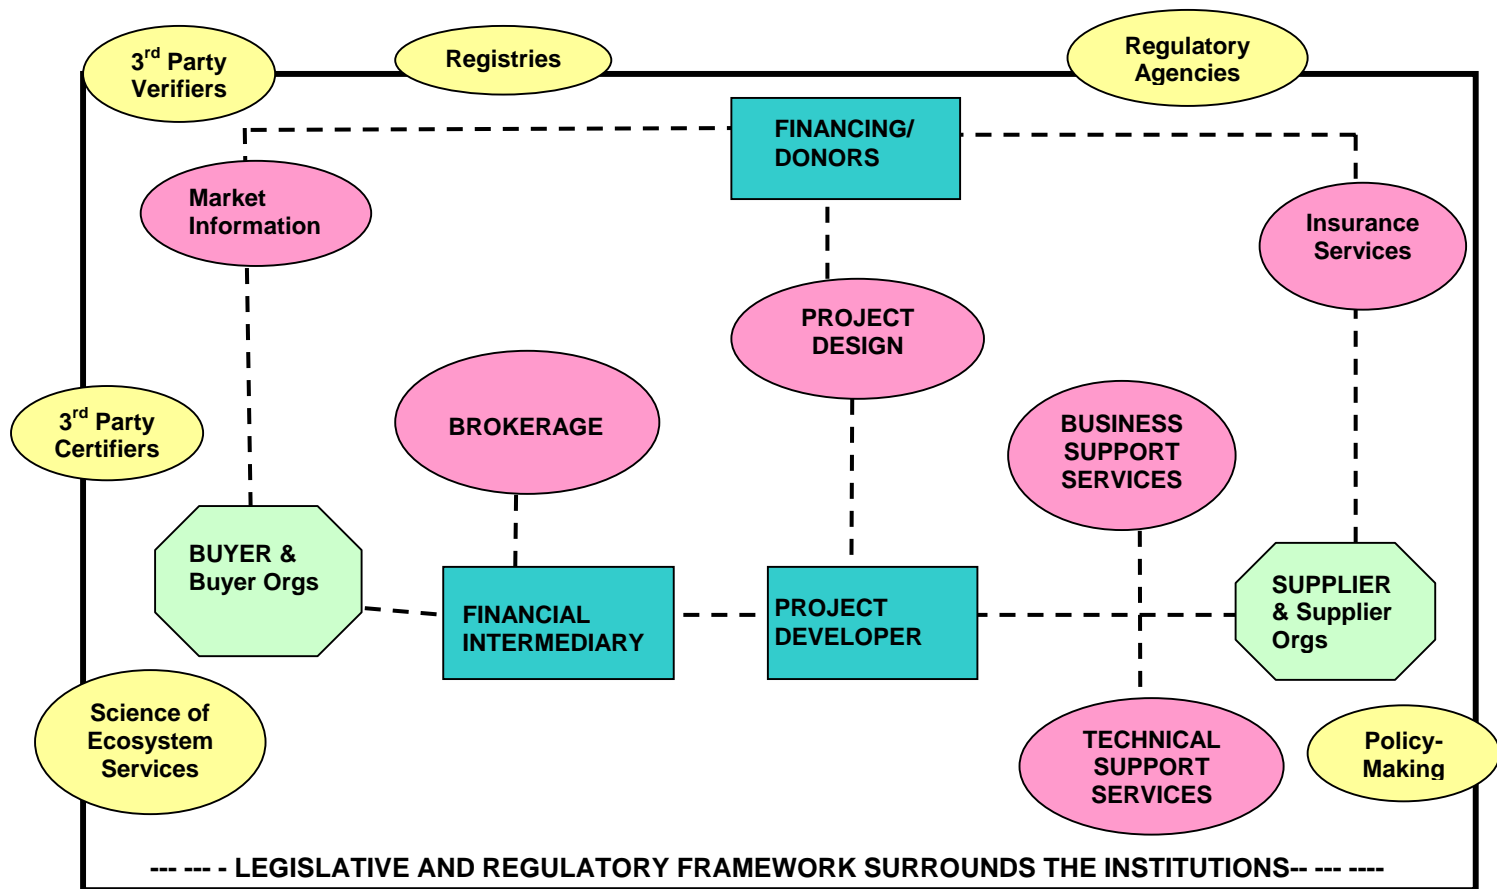 3rd Party
Verifiers
Registries
Regulatory
Agencies
FINANCING/
DONORS
Market
Information
Insurance
Services
PROJECT
DESIGN
3rd Party
Certifiers
BROKERAGE
BUSINESS
SUPPORT
SERVICES
BUYER &
Buyer Orgs
FINANCIAL
INTERMEDIARY
PROJECT
DEVELOPER
SUPPLIER
& Supplier
Orgs
Science of
Ecosystem
Services
TECHNICAL
SUPPORT
SERVICES
Policy-
Making
--- --- - LEGISLATIVE AND REGULATORY FRAMEWORK SURROUNDS THE INSTITUTIONS-- --- ----